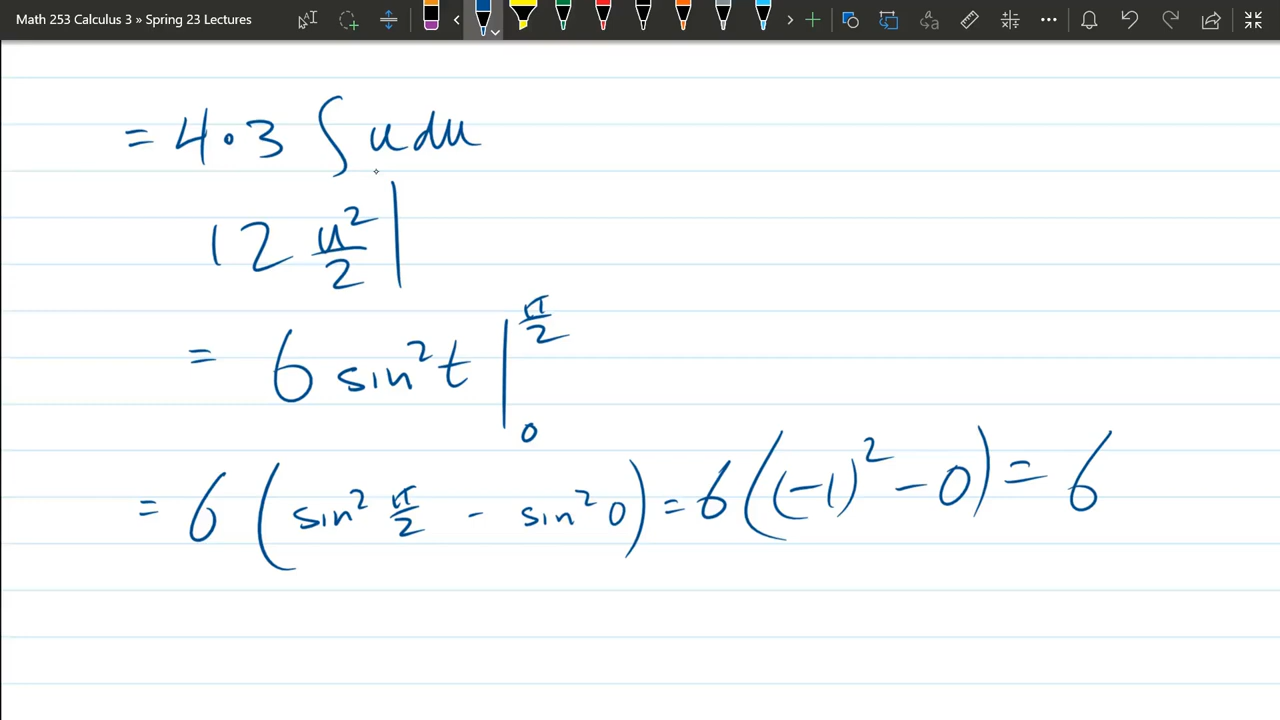 Math 253 Calculus 3 » Spring 23 Lectures
= 4·3 ∫ u du
12 u²/2 |
= 6 sin²t |₀^(π/2)
= 6 (sin² π/2 - sin² 0) = 6((-1)² - 0) = 6